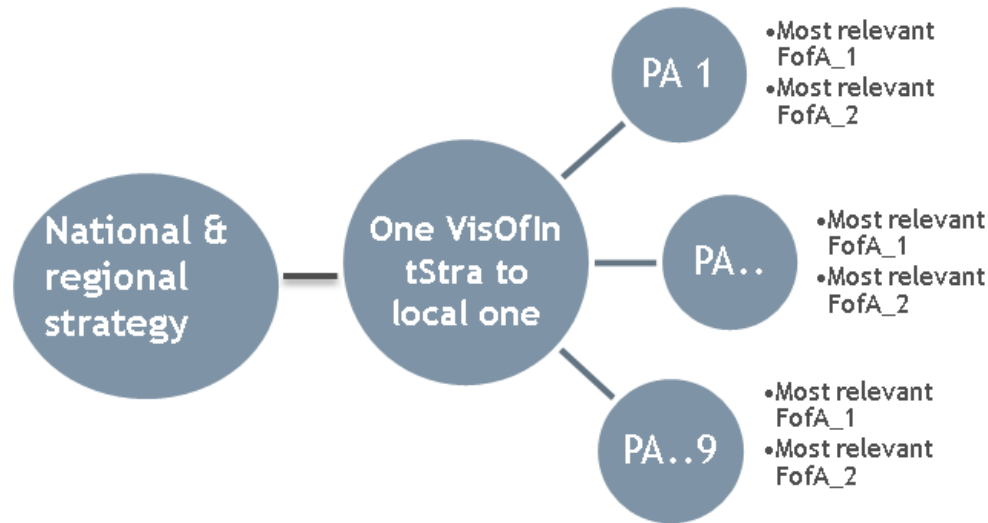 National &
regional
strategy
One VisOfIn
tStra to
local one
PA 1
•Most relevant
FofA_1
•Most relevant
FofA_2
PA..
•Most relevant
FofA_1
•Most relevant
FofA_2
PA..9
•Most relevant
FofA_1
•Most relevant
FofA_2